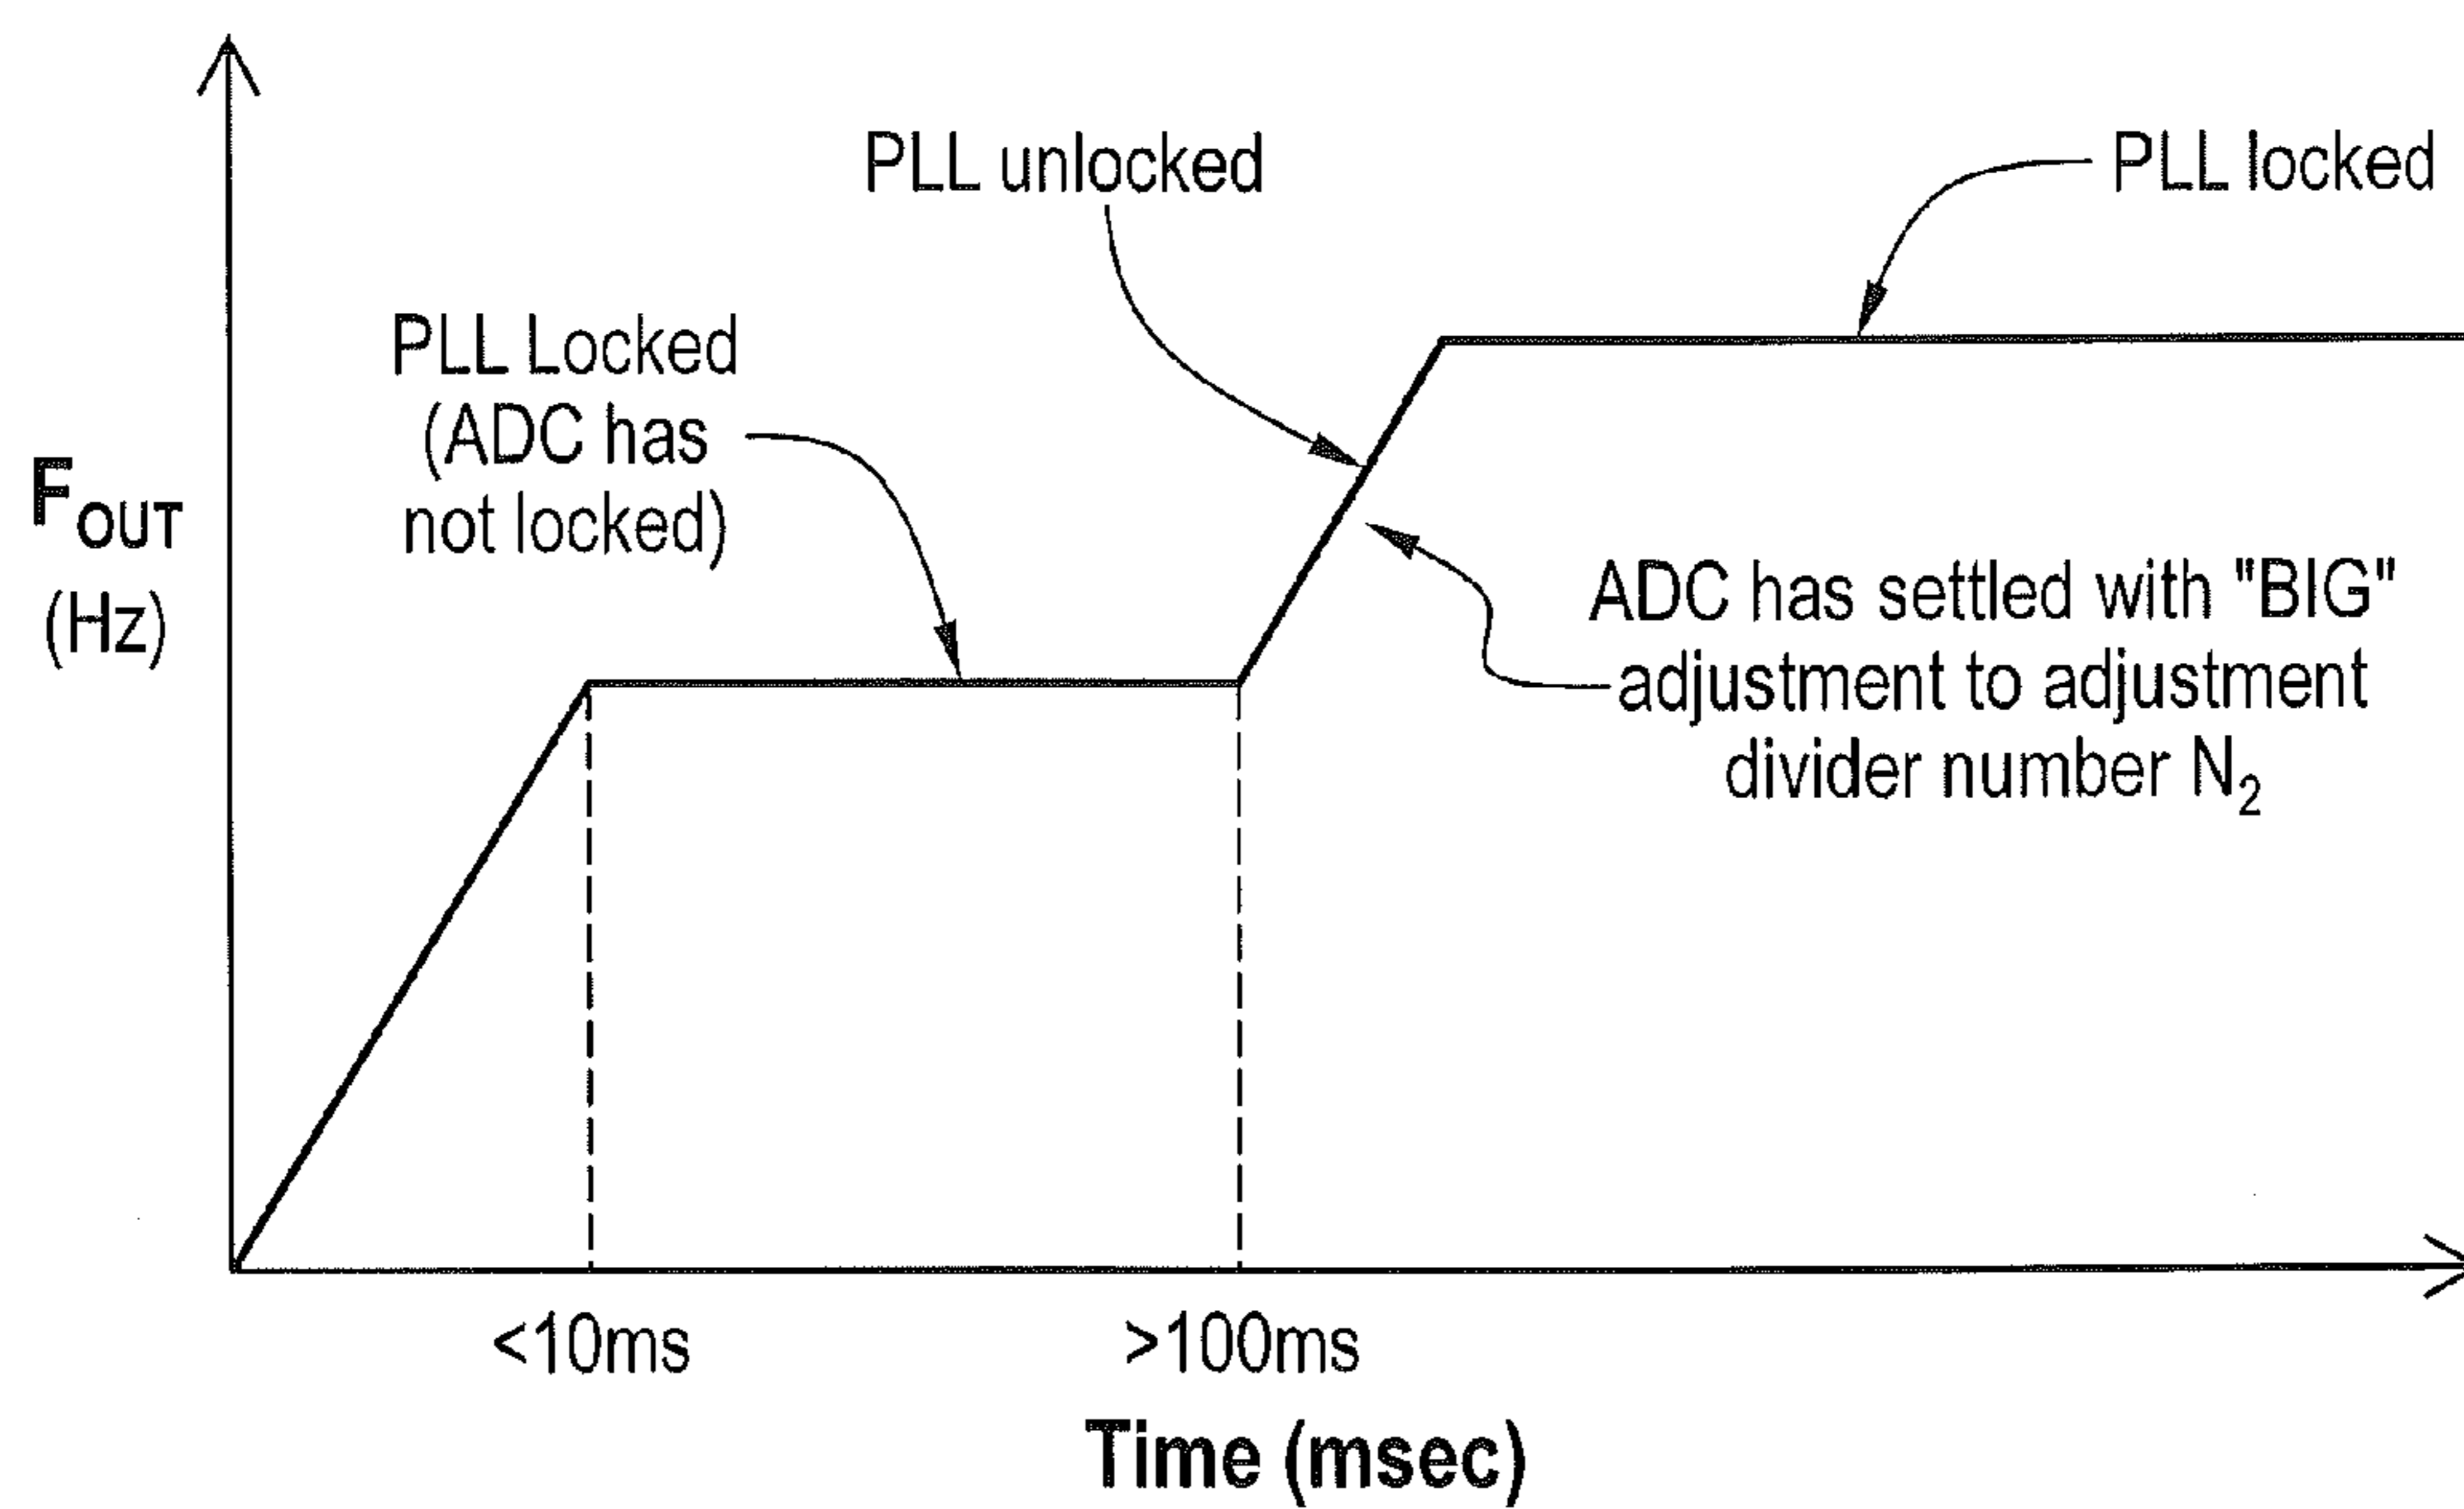 PLL unlocked
PLL locked
PLL Locked
(ADC has
not locked)
FOUT
(Hz)
ADC has settled with "BIG"
adjustment to adjustment
divider number N2
<10ms
>100ms
Time (msec)